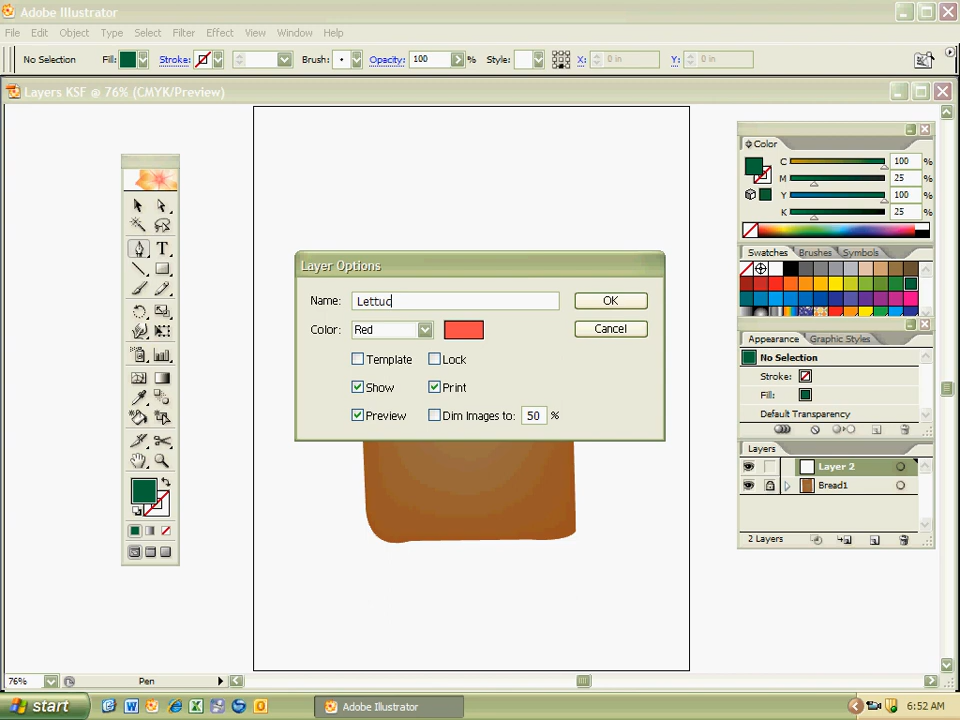 Adobe Illustrator
File Edit Object Type Select Filter Effect View Window Help
No Selection Fill: Stroke: Brush: Opacity: 100 % Style: X: 0 in Y: 0 in
Layers KSF @ 76% (CMYK/Preview)
Color
C 100 %
M 25 %
Y 100 %
K 25 %
Swatches Brushes Symbols
Layer Options
Name: Lettuc OK
Color: Red Cancel
Template Lock
Show Print
Preview Dim Images to: 50 %
Appearance Graphic Styles
No Selection
Stroke:
Fill:
Default Transparency
Layers
Layer 2
Bread1
2 Layers
T
76% Pen
start Adobe Illustrator 6:52 AM